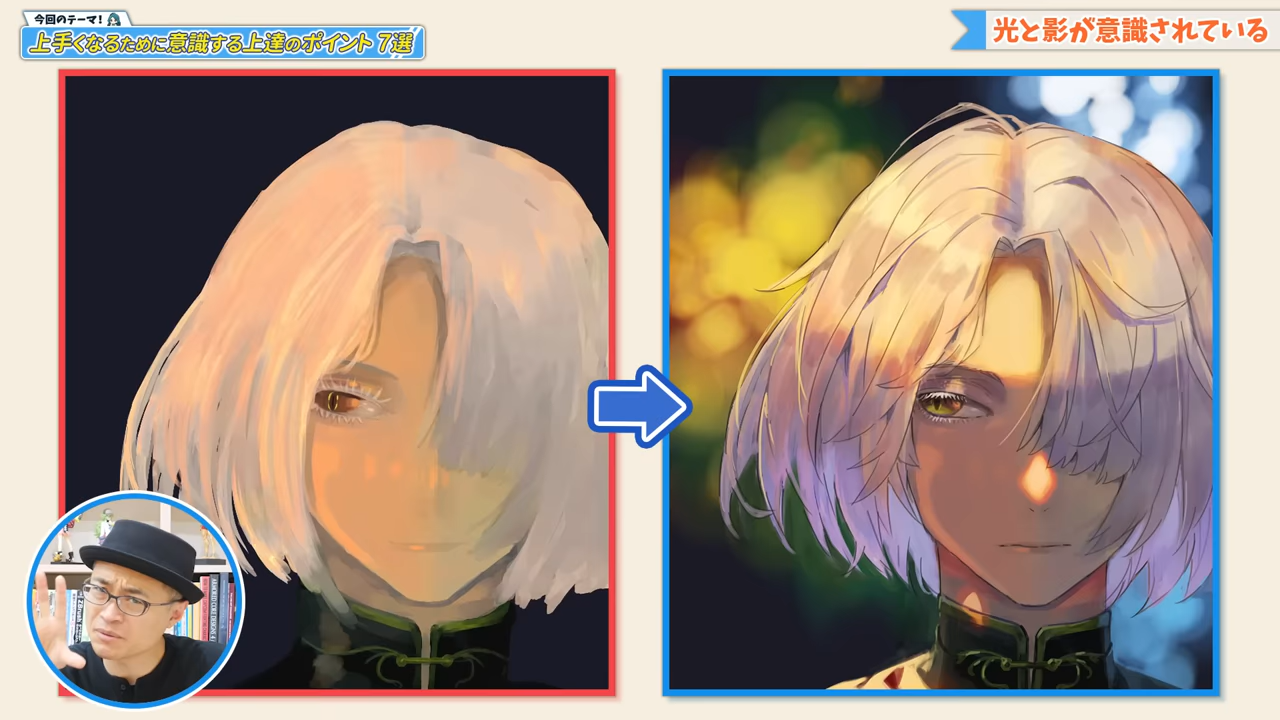 今回のテーマ!
上手くなるために意識する上達のポイント7選
光と影が意識されている